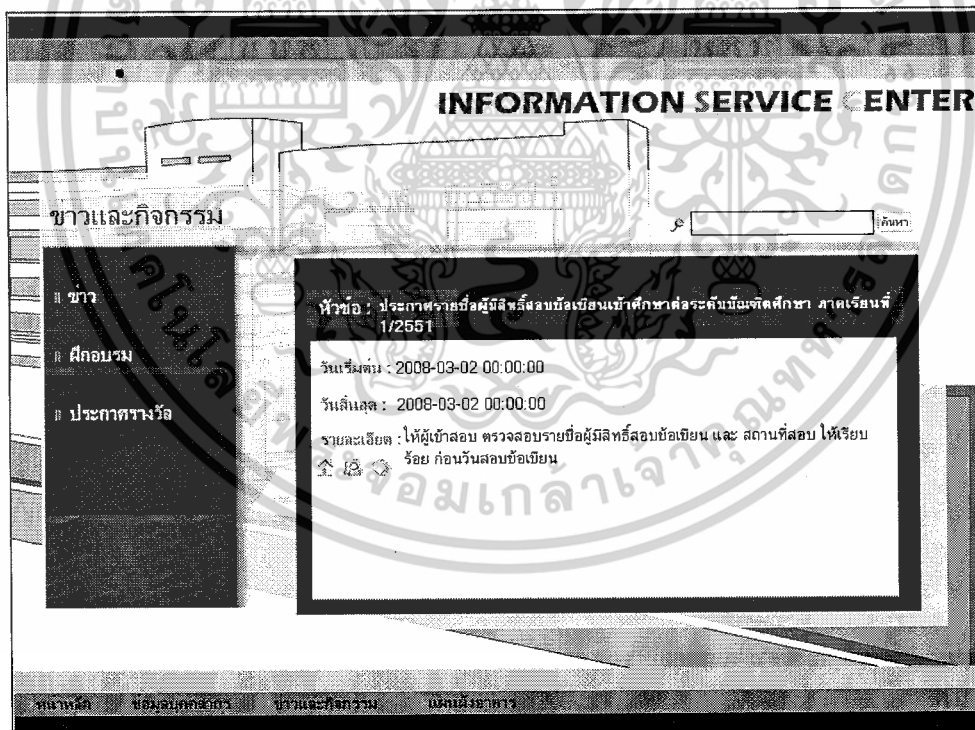 INFORMATION SERVICE CENTER
ข่าวและกิจกรรม
ค้นหา
ข่าว
ฝึกอบรม
ประกาศรางวัล
หัวข้อ : ประกาศรายชื่อผู้มีสิทธิ์สอบข้อเขียนเข้าศึกษาต่อระดับบัณฑิตศึกษา ภาคเรียนที่
1/2551
วันเริ่มต้น : 2008-03-02 00:00:00
วันสิ้นสุด : 2008-03-02 00:00:00
รายละเอียด : ให้ผู้เข้าสอบ ตรวจสอบรายชื่อผู้มีสิทธิ์สอบข้อเขียน และ สถานที่สอบ ให้เรียบ
ร้อย ก่อนวันสอบข้อเขียน
หน้าหลัก ข้อมูลบุคลากร ข่าวและกิจกรรม แผนผังอาคาร